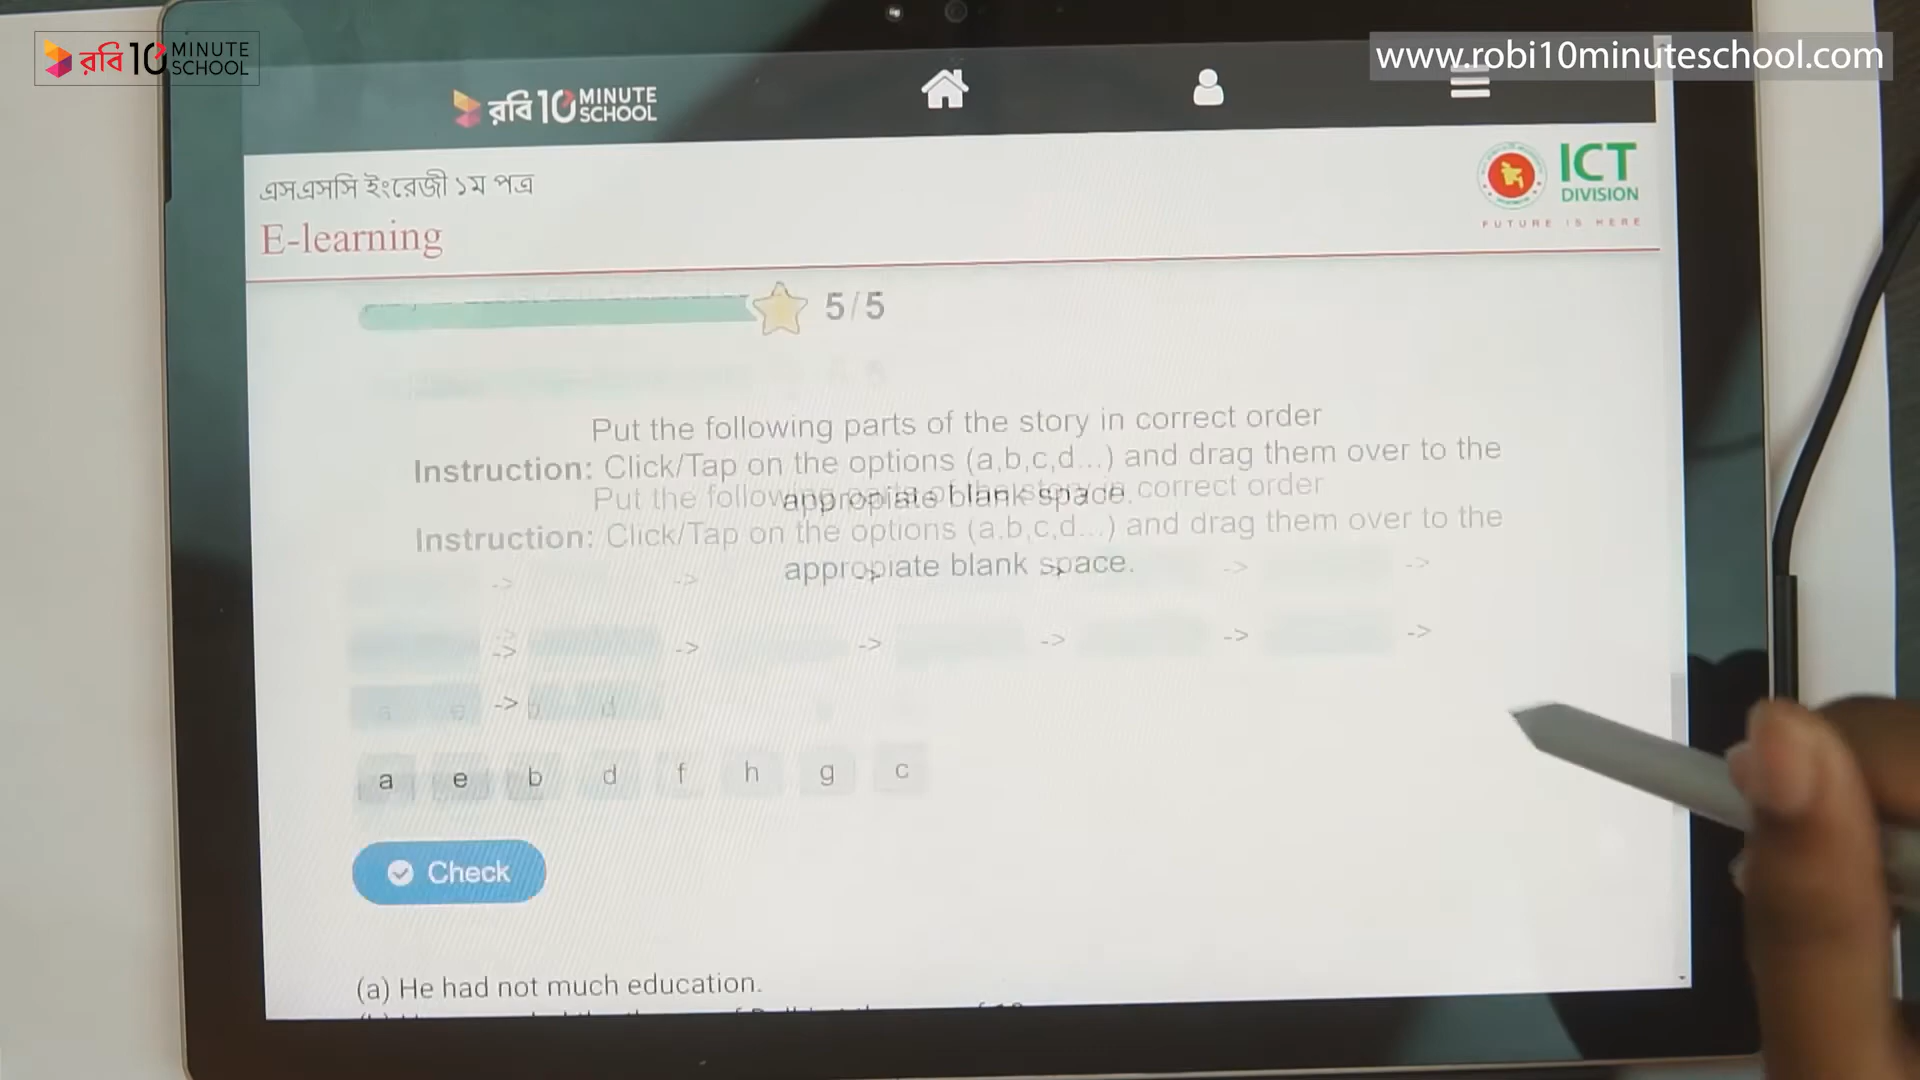 রবি 10 MINUTE SCHOOL
www.robi10minuteschool.com
রবি 10 MINUTE SCHOOL
এসএসসি ইংরেজী ১ম পত্র
E-learning
ICT
DIVISION
FUTURE IS HERE
5/5
Put the following parts of the story in correct order
Instruction: Click/Tap on the options (a,b,c,d...) and drag them over to the
appropiate blank space.
Put the following parts of the story in correct order
Instruction: Click/Tap on the options (a,b,c,d...) and drag them over to the
appropiate blank space.
-> -> -> ->
-> -> -> -> -> ->
->
a e b d f h g c
Check
(a) He had not much education.